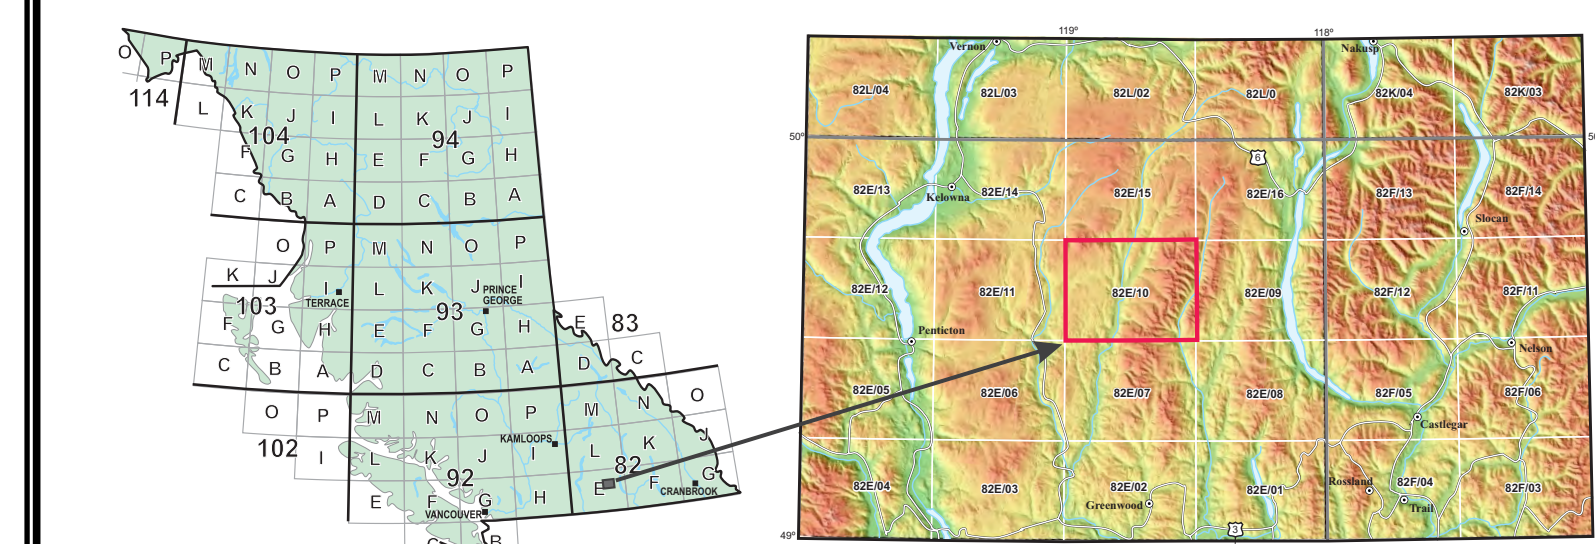 O P M N O P M N O P
114 L K J I L K J I
104 94
F G H E F G H
C B A D C B A
O P M N O P
K J I L K J I
PRINCE
GEORGE
TERRACE
103 93
F G H E F G H E 83
C B A D C B A D C
O P M N O P M N O
KAMLOOPS
102 I L K J I L K J
92 82
E F G H E F G
VANCOUVER CRANBROOK
B
119° 118°
Vernon Nakusp
82L/04 82L/03 82L/02 82L/0 82K/04 82K/03
50° 50
6
82E/13 82E/14 82E/15 82E/16 82F/13 82F/14
Kelowna
Slocan
82E/12 82E/11 82E/10 82E/09 82F/12 82F/11
Penticton
Nelson
82E/05 82E/06 82E/07 82E/08 82F/05 82F/06
Castlegar
82E/04 82E/03 82E/02 82E/01 82F/04 82F/03
Rossland
Greenwood Trail
3
49°